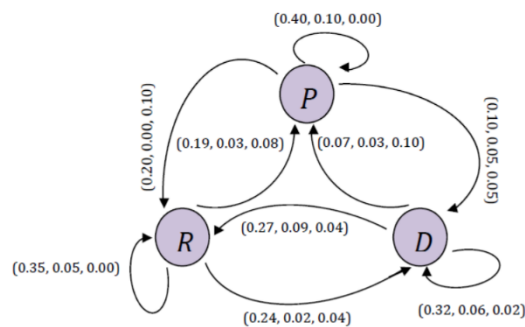 (0.40, 0.10, 0.00)
P
(0.20, 0.00, 0.10)
(0.19, 0.03, 0.08)
(0.07, 0.03, 0.10)
(0.10, 0.05, 0.05)
R
(0.27, 0.09, 0.04)
D
(0.35, 0.05, 0.00)
(0.24, 0.02, 0.04)
(0.32, 0.06, 0.02)